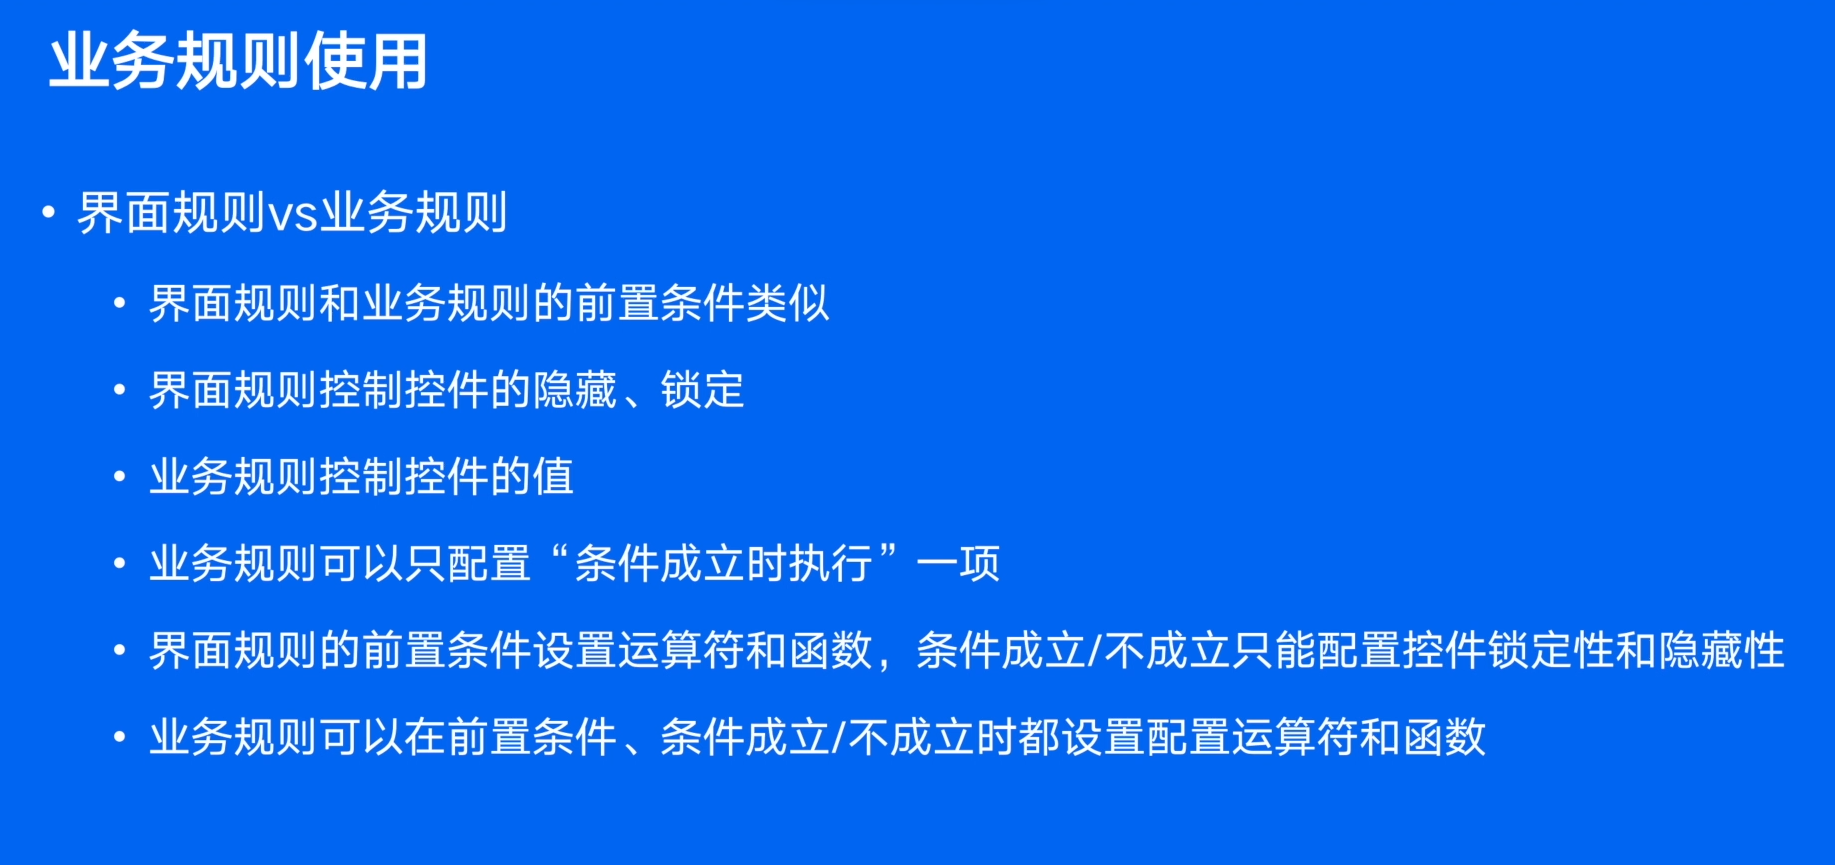 业务规则使用
• 界面规则vs业务规则
• 界面规则和业务规则的前置条件类似
• 界面规则控制控件的隐藏、锁定
• 业务规则控制控件的值
• 业务规则可以只配置“条件成立时执行”一项
• 界面规则的前置条件设置运算符和函数，条件成立/不成立只能配置控件锁定性和隐藏性
• 业务规则可以在前置条件、条件成立/不成立时都设置配置运算符和函数